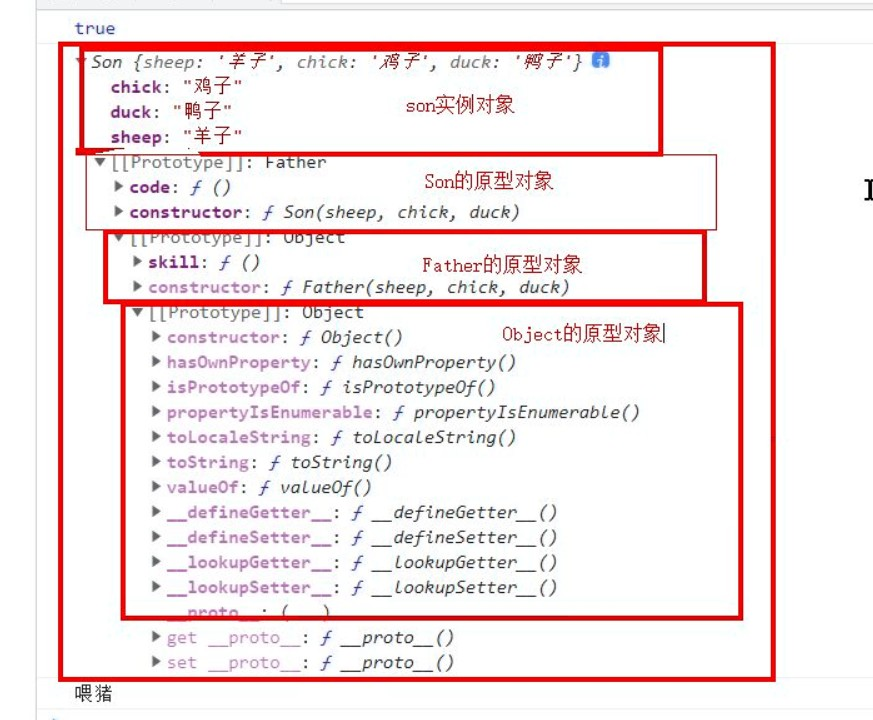 true
Son {sheep: '羊子', chick: '鸡子', duck: '鸭子'} i
chick: "鸡子"
duck: "鸭子"
sheep: "羊子"
son实例对象
[[Prototype]]: Father
code: ƒ ()
constructor: ƒ Son(sheep, chick, duck)
Son的原型对象
[[Prototype]]: Object
skill: ƒ ()
constructor: ƒ Father(sheep, chick, duck)
Father的原型对象
[[Prototype]]: Object
constructor: ƒ Object()
Object的原型对象
hasOwnProperty: ƒ hasOwnProperty()
isPrototypeOf: ƒ isPrototypeOf()
propertyIsEnumerable: ƒ propertyIsEnumerable()
toLocaleString: ƒ toLocaleString()
toString: ƒ toString()
valueOf: ƒ valueOf()
__defineGetter__: ƒ __defineGetter__()
__defineSetter__: ƒ __defineSetter__()
__lookupGetter__: ƒ __lookupGetter__()
__lookupSetter__: ƒ __lookupSetter__()
__proto__: (...)
get __proto__: ƒ __proto__()
set __proto__: ƒ __proto__()
喂猪